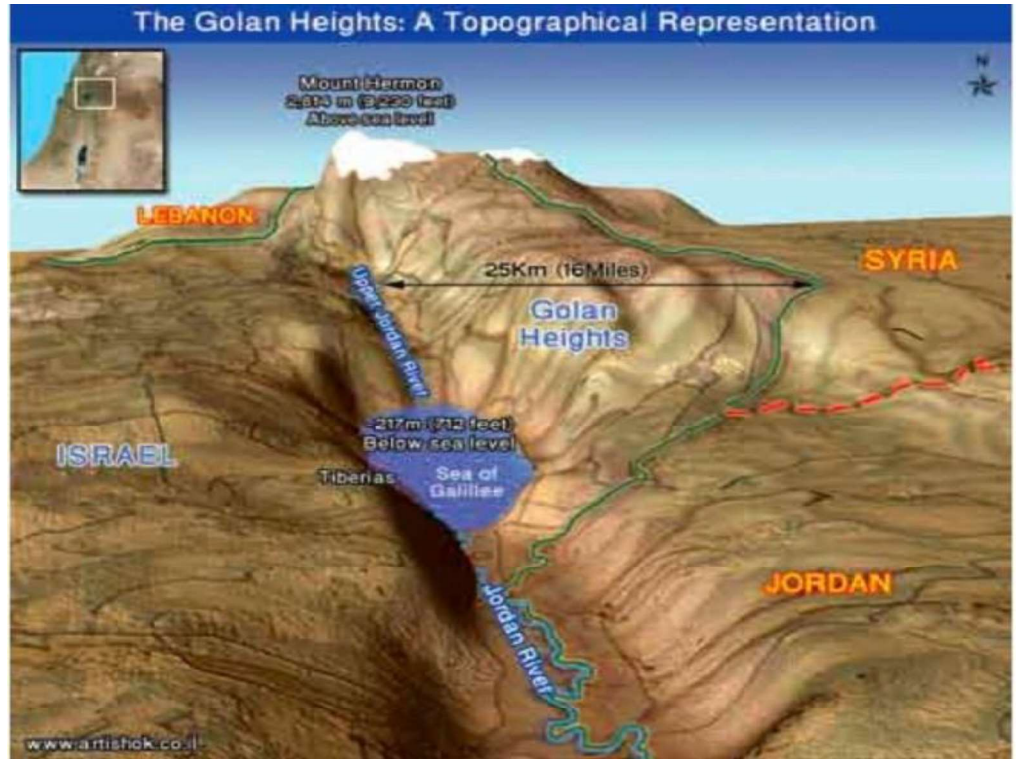 The Golan Heights: A Topographical Representation
N
Mount Hermon
2,814 m (9,230 feet)
Above sea level
LEBANON
SYRIA
25Km (16Miles)
Upper Jordan River
Golan
Heights
-217m (712 feet)
Below sea level
ISRAEL
Tiberias
Sea of
Galillee
JORDAN
Jordan River
www.artishok.co.il